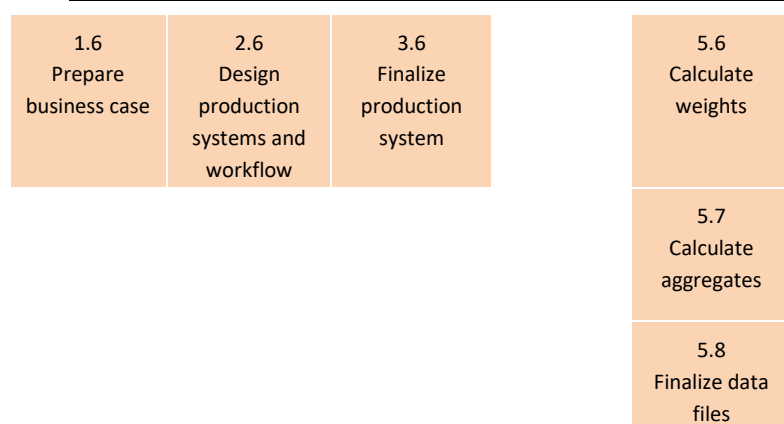 1.6
Prepare
business case
2.6
Design
production
systems and
workflow
3.6
Finalize
production
system
5.6
Calculate
weights
5.7
Calculate
aggregates
5.8
Finalize data
files